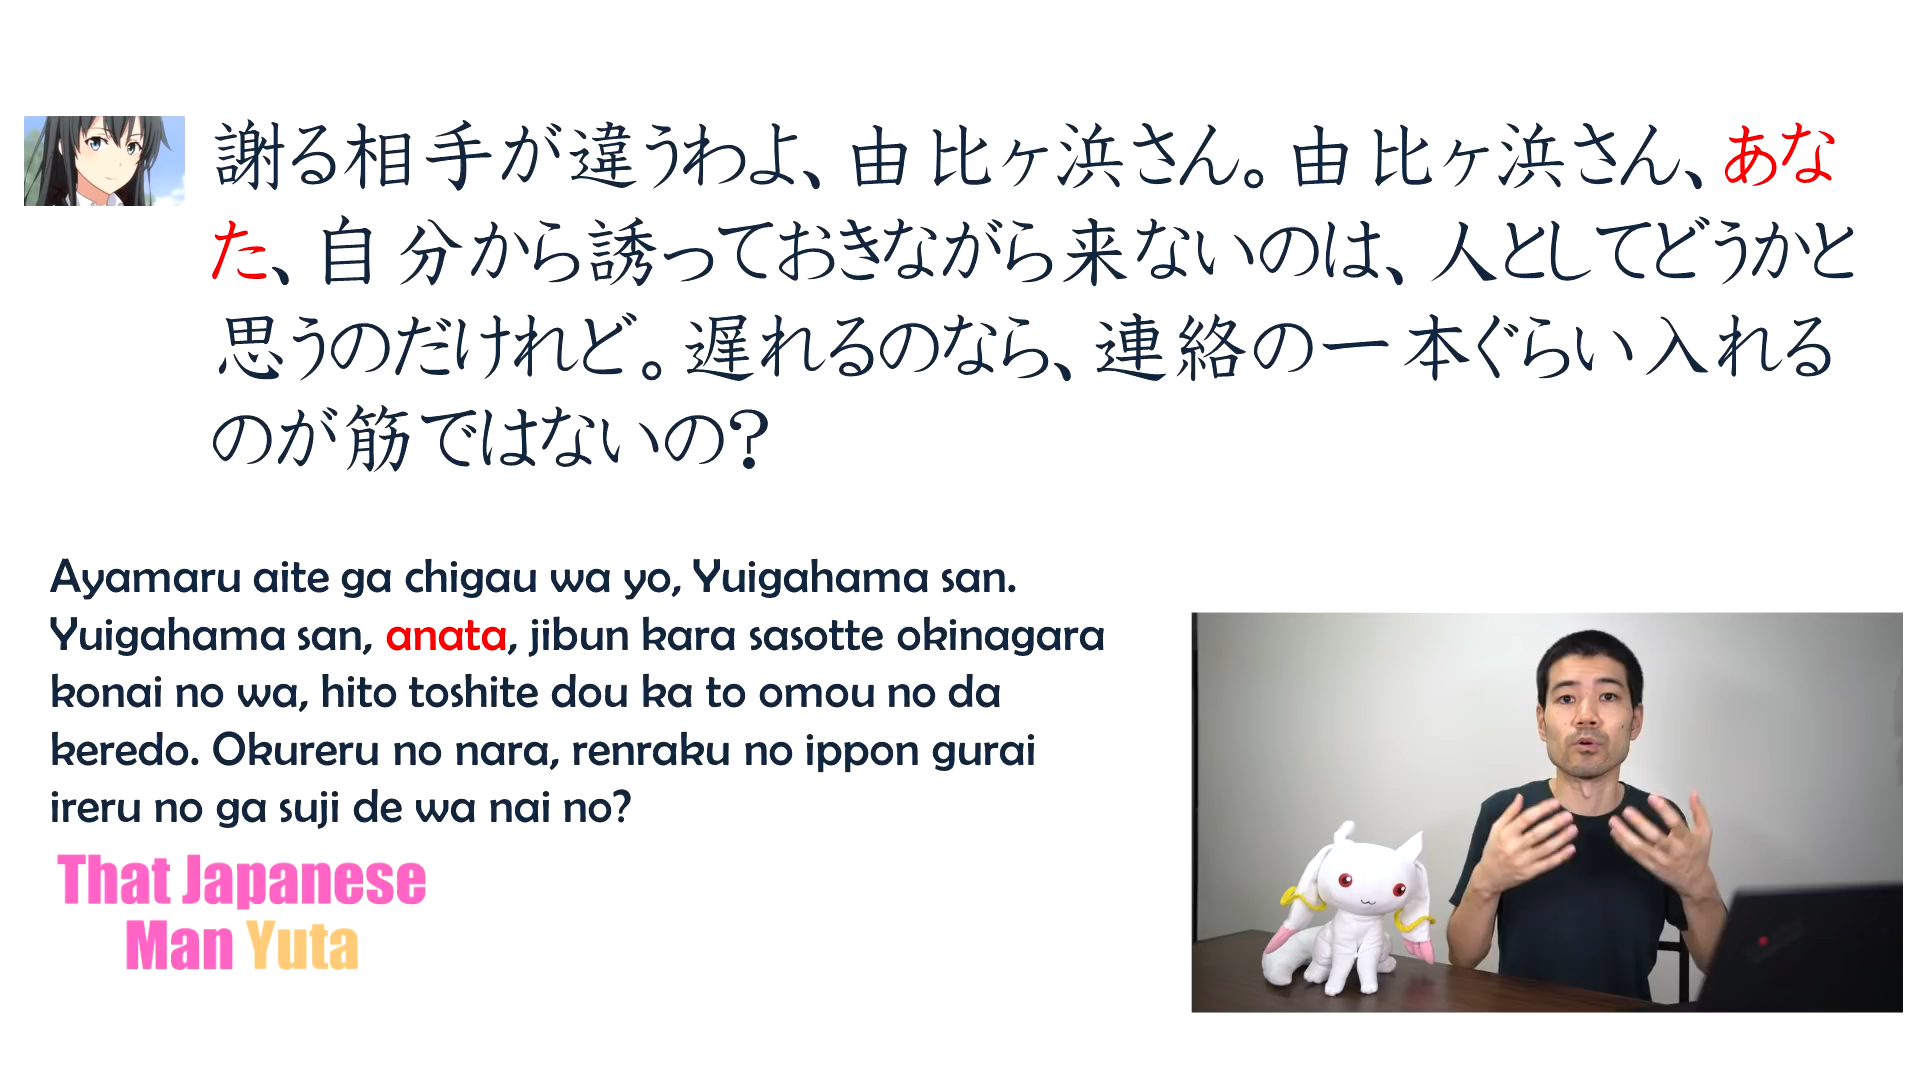 謝る相手が違うわよ、由比ヶ浜さん。由比ヶ浜さん、あな
た、自分から誘っておきながら来ないのは、人としてどうかと
思うのだけれど。遅れるのなら、連絡の一本ぐらい入れる
のが筋ではないの？
Ayamaru aite ga chigau wa yo, Yuigahama san.
Yuigahama san, anata, jibun kara sasotte okinagara
konai no wa, hito toshite dou ka to omou no da
keredo. Okureru no nara, renraku no ippon gurai
ireru no ga suji de wa nai no?
That Japanese
Man Yuta